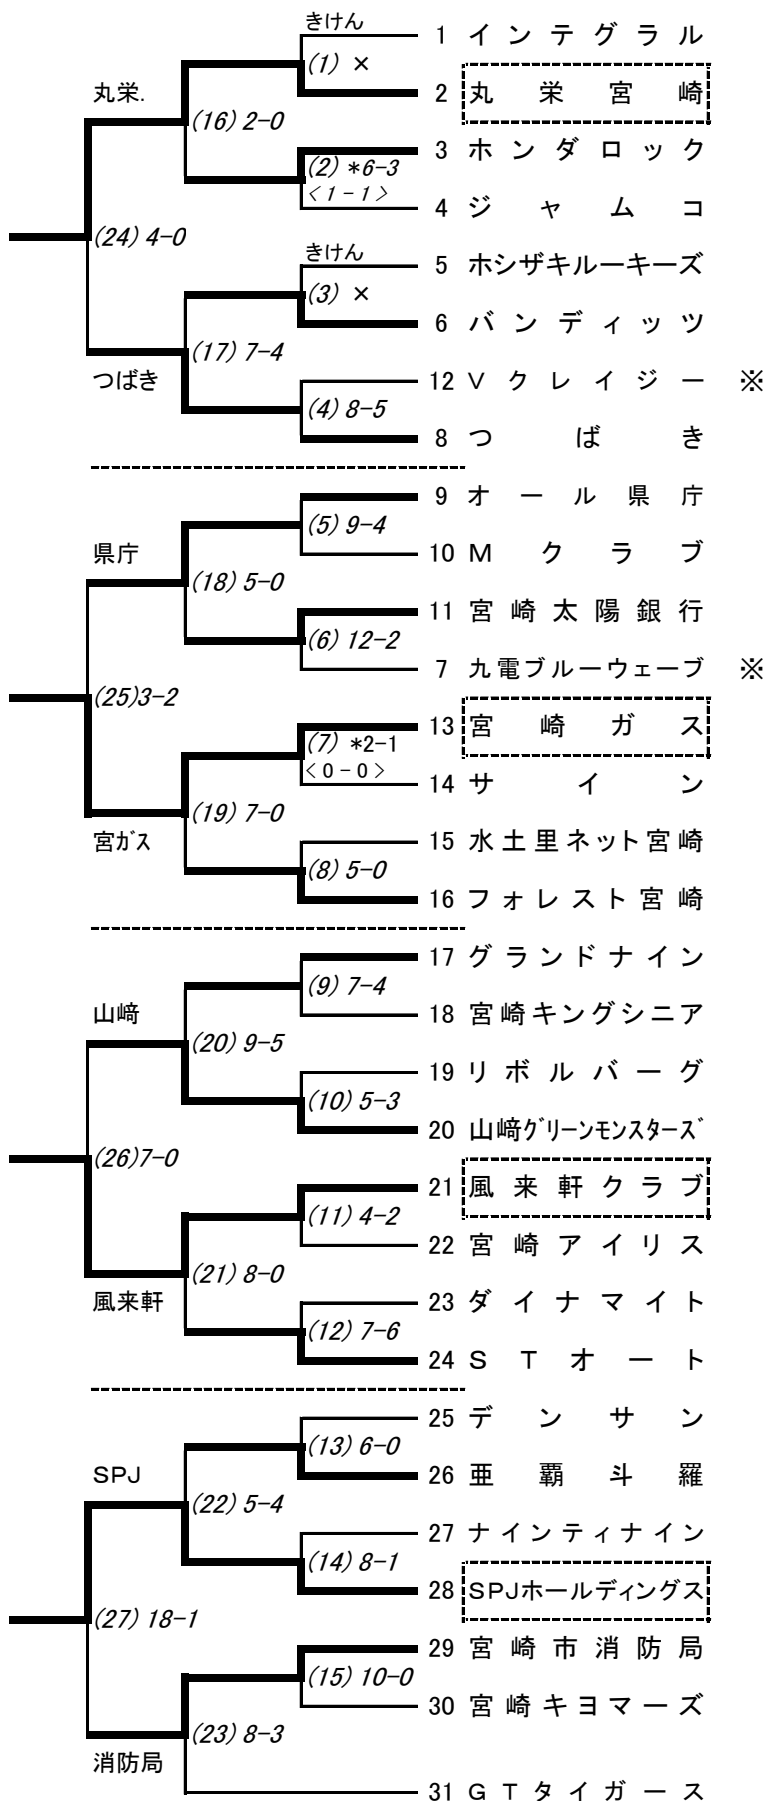 きけん
1 インテグラル
(1) ×
丸栄.
2 丸栄宮崎
(16) 2-0
3 ホンダロック
(2) *6-3
<1-1>
4 ジャムコ
(24) 4-0
きけん
5 ホシザキルーキーズ
(3) ×
6 バンディッツ
(17) 7-4
つばき
12 Vクレイジー ※
(4) 8-5
8 つばき
9 オール県庁
(5) 9-4
県庁
10 Mクラブ
(18) 5-0
11 宮崎太陽銀行
(6) 12-2
7 九電ブルーウェーブ ※
(25)3-2
13 宮崎ガス
(7) *2-1
<0-0>
14 サイン
(19) 7-0
宮ガス
15 水土里ネット宮崎
(8) 5-0
16 フォレスト宮崎
17 グランドナイン
(9) 7-4
山﨑
18 宮崎キングシニア
(20) 9-5
19 リボルバーグ
(10) 5-3
20 山﨑グリーンモンスターズ
(26)7-0
21 風来軒クラブ
(11) 4-2
22 宮崎アイリス
(21) 8-0
風来軒
23 ダイナマイト
(12) 7-6
24 STオート
25 デンサン
(13) 6-0
SPJ
26 亜覇斗羅
(22) 5-4
27 ナインティナイン
(14) 8-1
28 SPJホールディングス
(27) 18-1
29 宮崎市消防局
(15) 10-0
30 宮崎キヨマーズ
(23) 8-3
消防局
31 GTタイガース